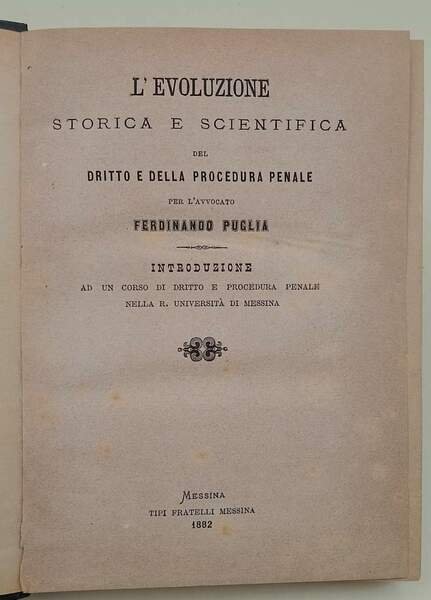 L'EVOLUZIONE
STORICA E SCIENTIFICA
DEL
DRITTO E DELLA PROCEDURA PENALE
PER L'AVVOCATO
FERDINANDO PUGLIA
INTRODUZIONE
AD UN CORSO DI DRITTO E PROCEDURA PENALE
NELLA R. UNIVERSITÀ DI MESSINA
MESSINA
TIPI FRATELLI MESSINA
1882